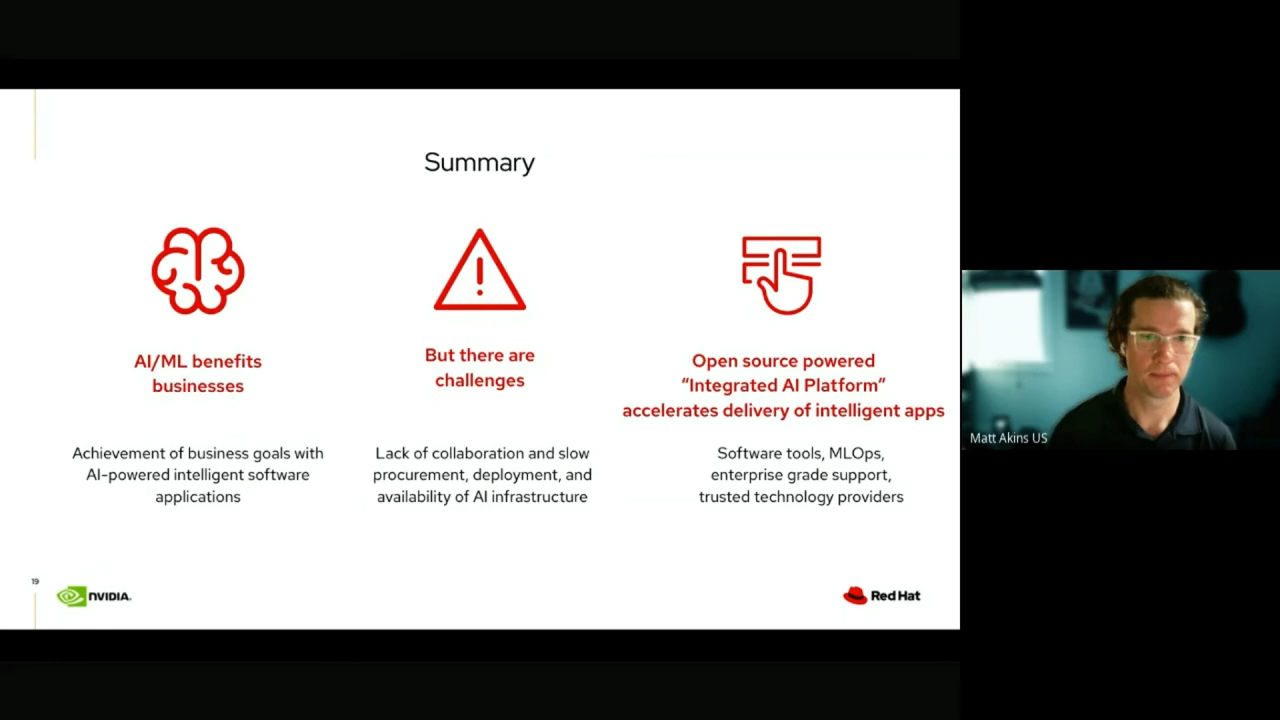 Summary
AI/ML benefits
businesses
Achievement of business goals with
AI-powered intelligent software
applications
But there are
challenges
Lack of collaboration and slow
procurement, deployment, and
availability of AI infrastructure
Open source powered
“Integrated AI Platform”
accelerates delivery of intelligent apps
Software tools, MLOps,
enterprise grade support,
trusted technology providers
19
NVIDIA.
Red Hat
Matt Akins US